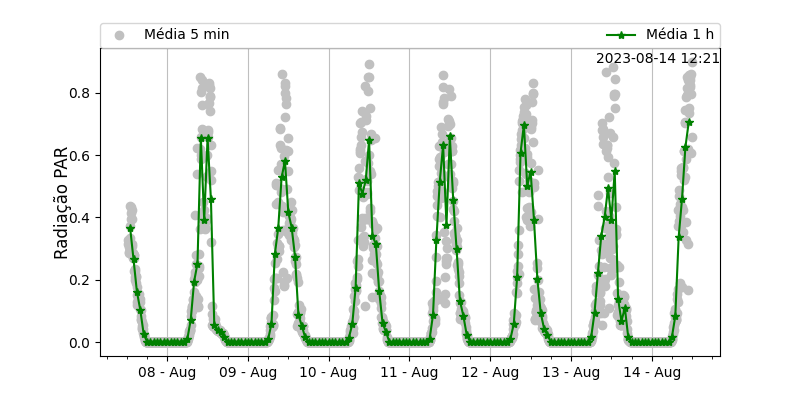 Média 5 min Média 1 h
2023-08-14 12:21
Radiação PAR
0.8
0.6
0.4
0.2
0.0
08 - Aug 09 - Aug 10 - Aug 11 - Aug 12 - Aug 13 - Aug 14 - Aug